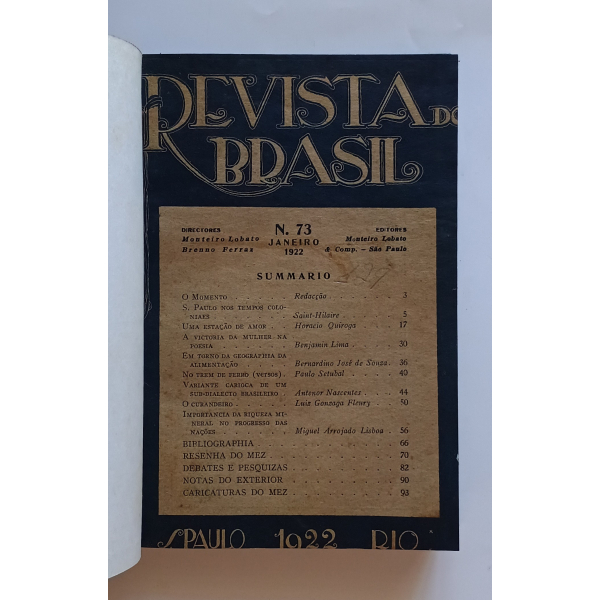 REVISTA DO
BRASIL
DIRECTORES
Monteiro Lobato
Brenno Ferraz
N. 73
JANEIRO
1922
EDITORES
Monteiro Lobato
& Comp. – São Paulo
SUMMARIO
O Momento . . . . . Redacção . . . . . . 3
S. Paulo nos tempos colo-
niaes . . . . . . Saint-Hilaire . . . . . 5
Uma estação de amor . . Horacio Quiroga . . . . 17
A victoria da mulher na
poesia . . . . . . Benjamin Lima . . . . 30
Em torno da geographia da
alimentação . . . . Bernardino José de Souza . 36
No trem de ferro (versos) . Paulo Setubal . . . . . 40
Variante carioca de um
sub-dialecto brasileiro . Antenor Nascentes . . . . 44
O curandeiro . . . . . Luiz Gonzaga Fleury . . 50
Importancia da riqueza mi-
neral no progresso das
nações . . . . . . Miguel Arrojado Lisboa . 56
BIBLIOGRAPHIA . . . . . . . . . . 66
RESENHA DO MEZ . . . . . . . . . . 70
DEBATES E PESQUIZAS . . . . . . . . 82
NOTAS DO EXTERIOR . . . . . . . . 90
CARICATURAS DO MEZ . . . . . . . . 93
S.PAULO 1922 RIO